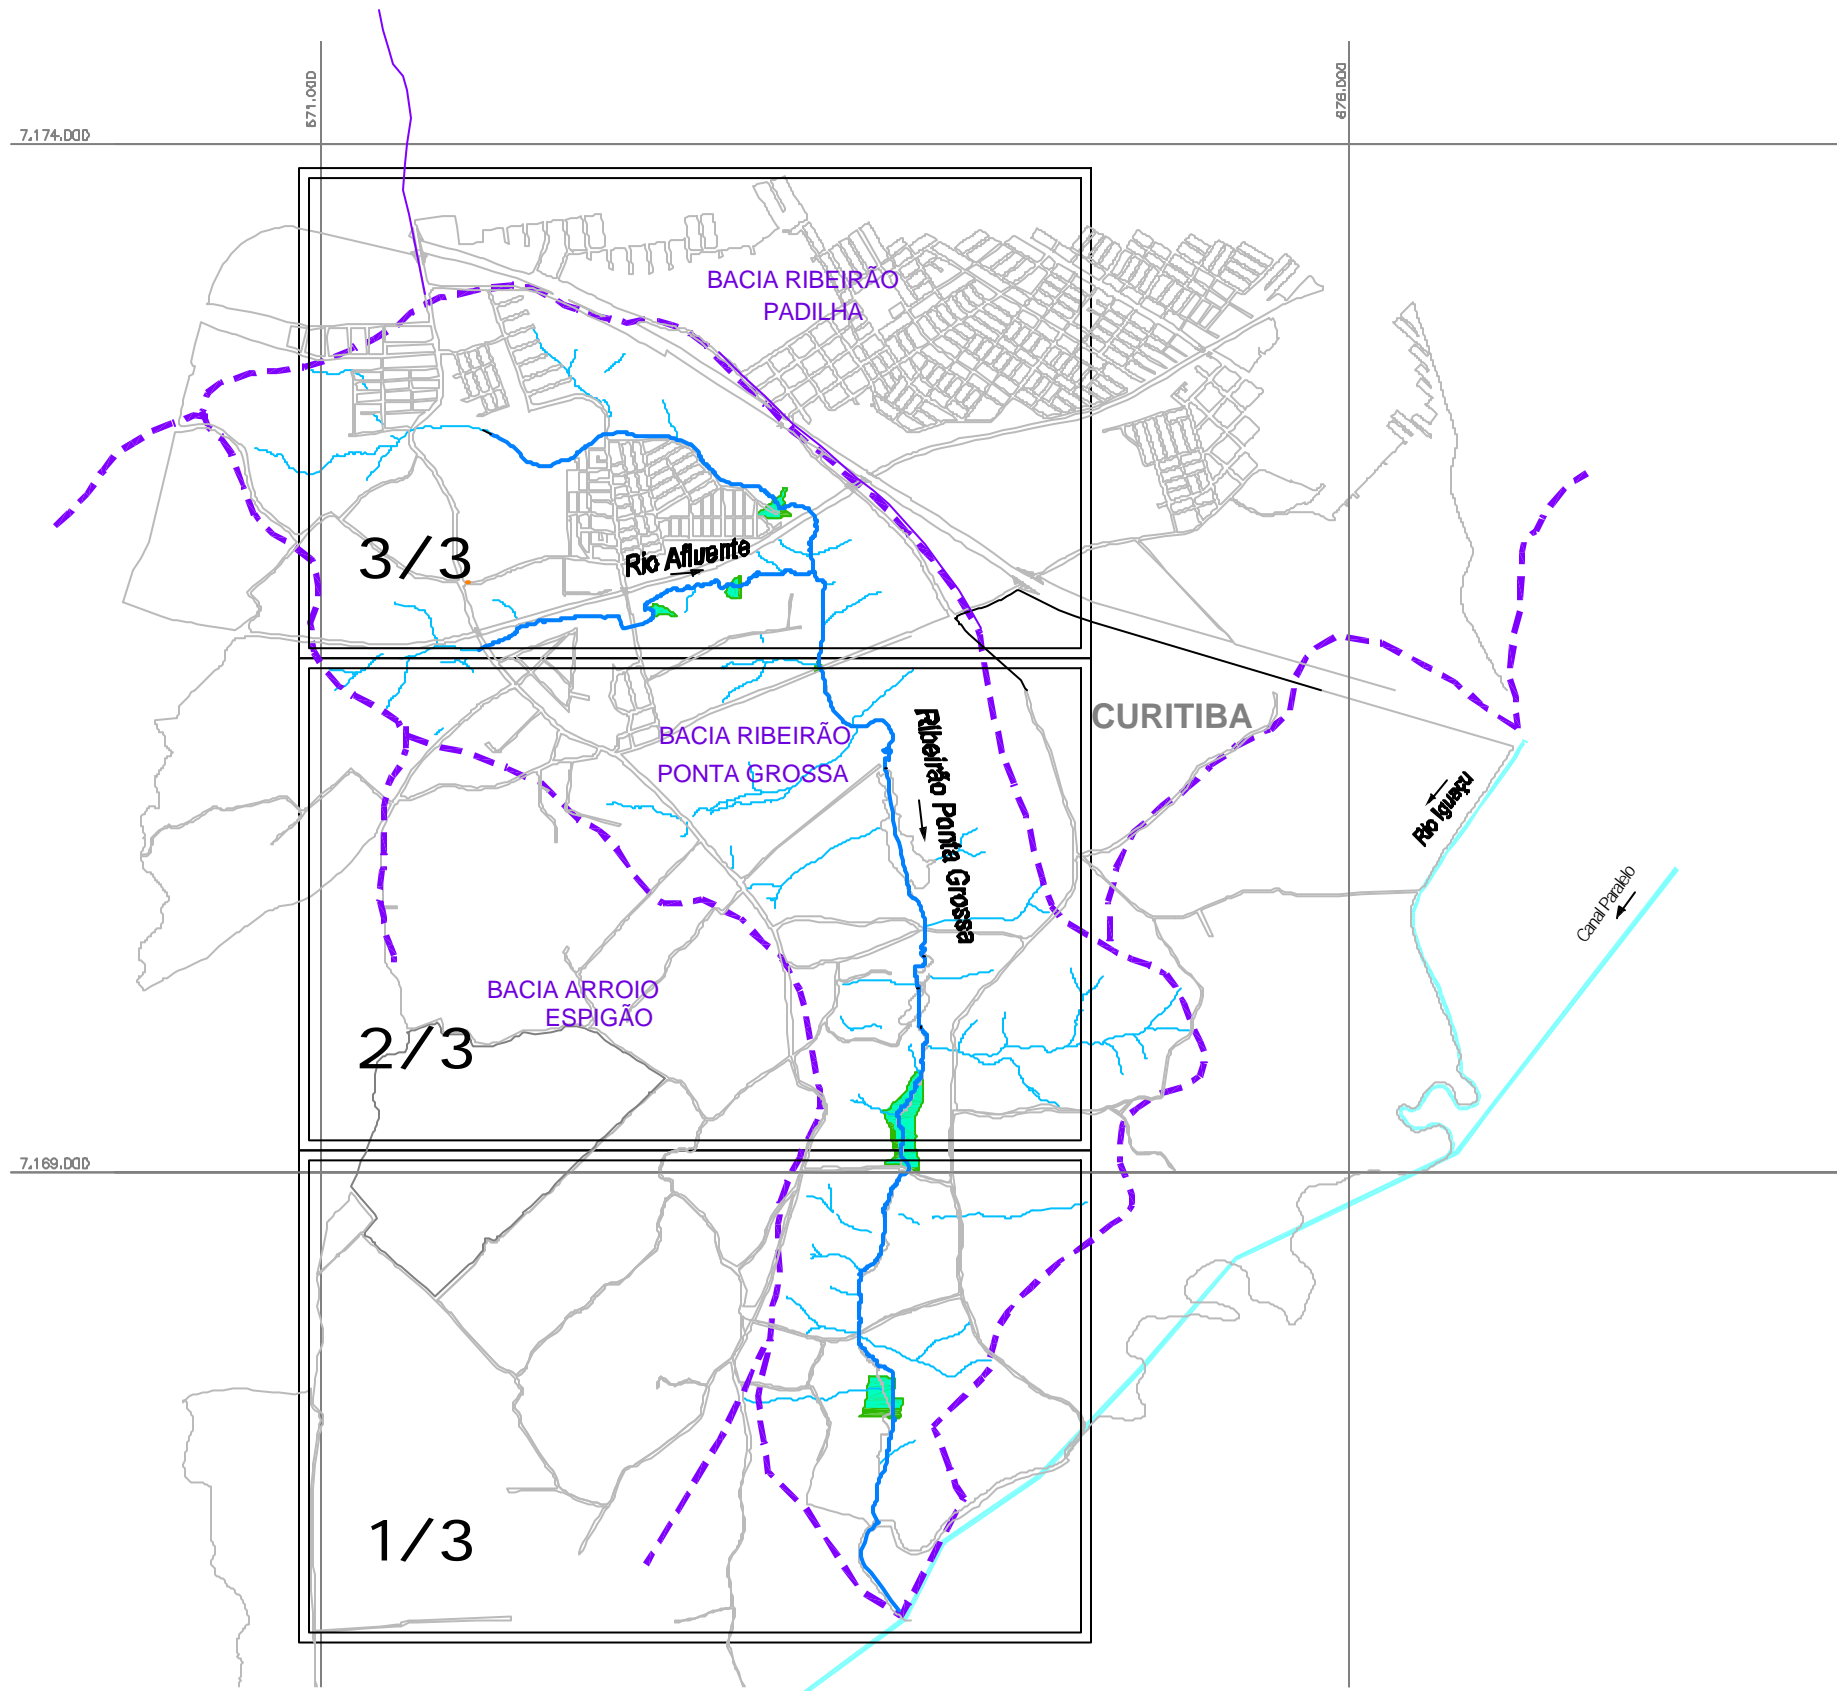 671.000
676.000
7.174.000
BACIA RIBEIRÃO
PADILHA
3/3
Rio Afluente
CURITIBA
BACIA RIBEIRÃO
PONTA GROSSA
Ribeirão Ponta Grossa
Rio Iguaçu
Canal Paralelo
BACIA ARROIO
ESPIGÃO
2/3
7.169.000
1/3